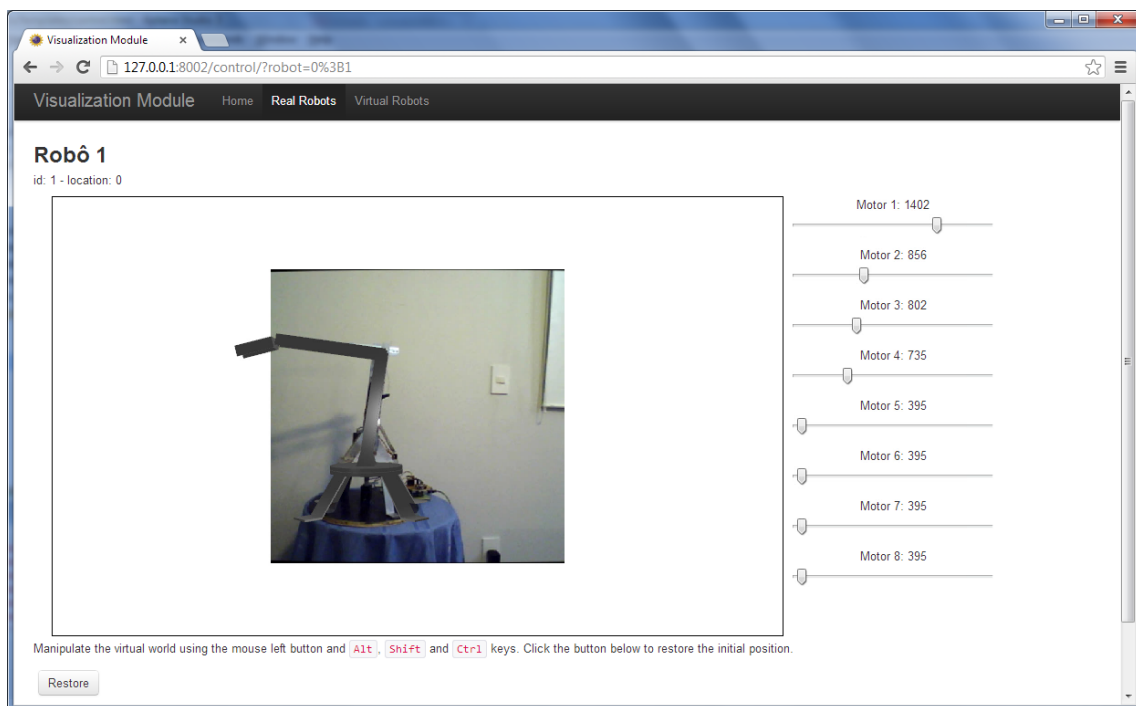 Visualization Module
127.0.0.1:8002/control/?robot=0%3B1
Visualization Module Home Real Robots Virtual Robots
Robô 1
id: 1 - location: 0
Motor 1: 1402
Motor 2: 856
Motor 3: 802
Motor 4: 735
Motor 5: 395
Motor 6: 395
Motor 7: 395
Motor 8: 395
Manipulate the virtual world using the mouse left button and Alt, Shift and Ctrl keys. Click the button below to restore the initial position.
Restore